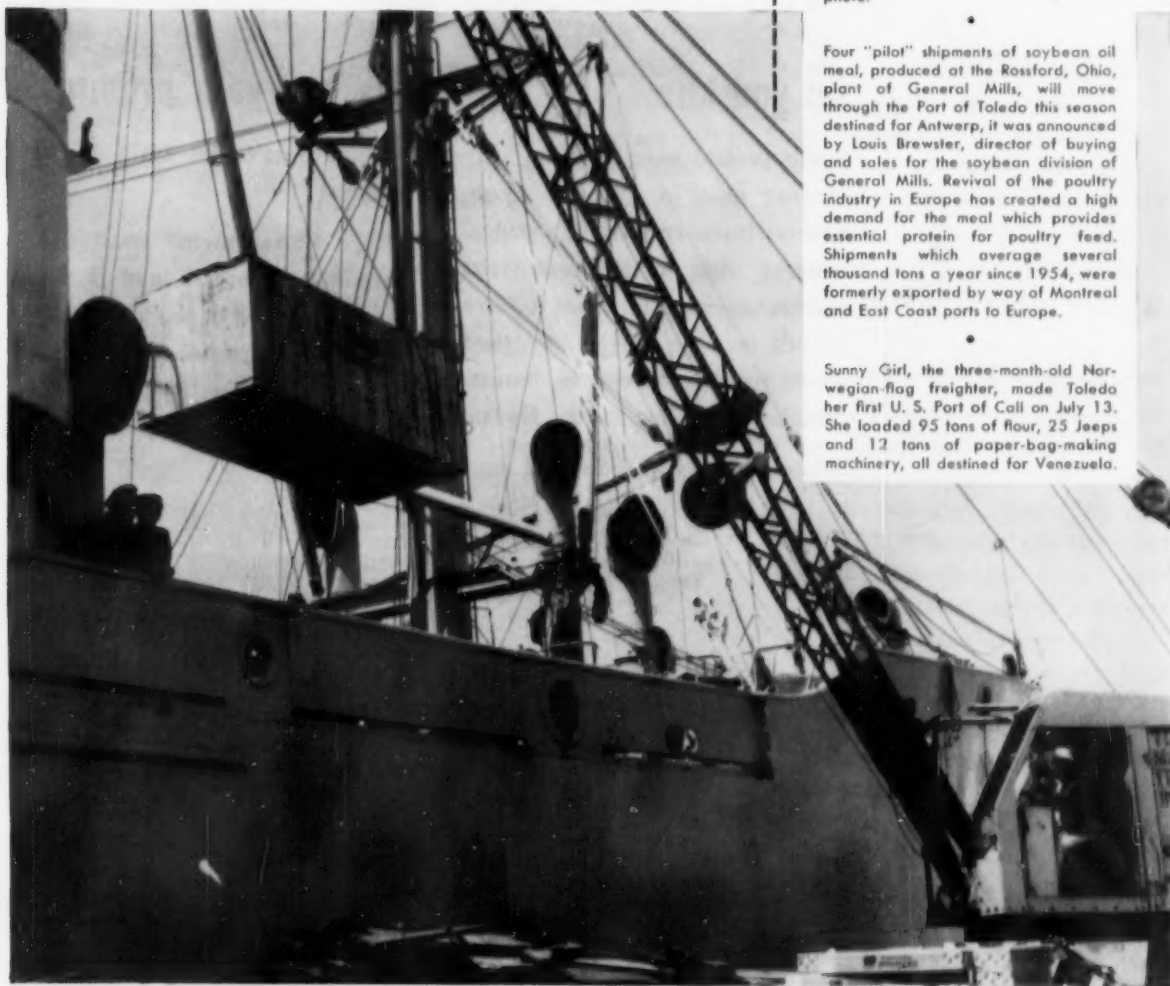 photo.
•
Four "pilot" shipments of soybean oil
meal, produced at the Rossford, Ohio,
plant of General Mills, will move
through the Port of Toledo this season
destined for Antwerp, it was announced
by Louis Brewster, director of buying
and sales for the soybean division of
General Mills. Revival of the poultry
industry in Europe has created a high
demand for the meal which provides
essential protein for poultry feed.
Shipments which average several
thousand tons a year since 1954, were
formerly exported by way of Montreal
and East Coast ports to Europe.
•
Sunny Girl, the three-month-old Nor-
wegian-flag freighter, made Toledo
her first U. S. Port of Call on July 13.
She loaded 95 tons of flour, 25 Jeeps
and 12 tons of paper-bag-making
machinery, all destined for Venezuela.